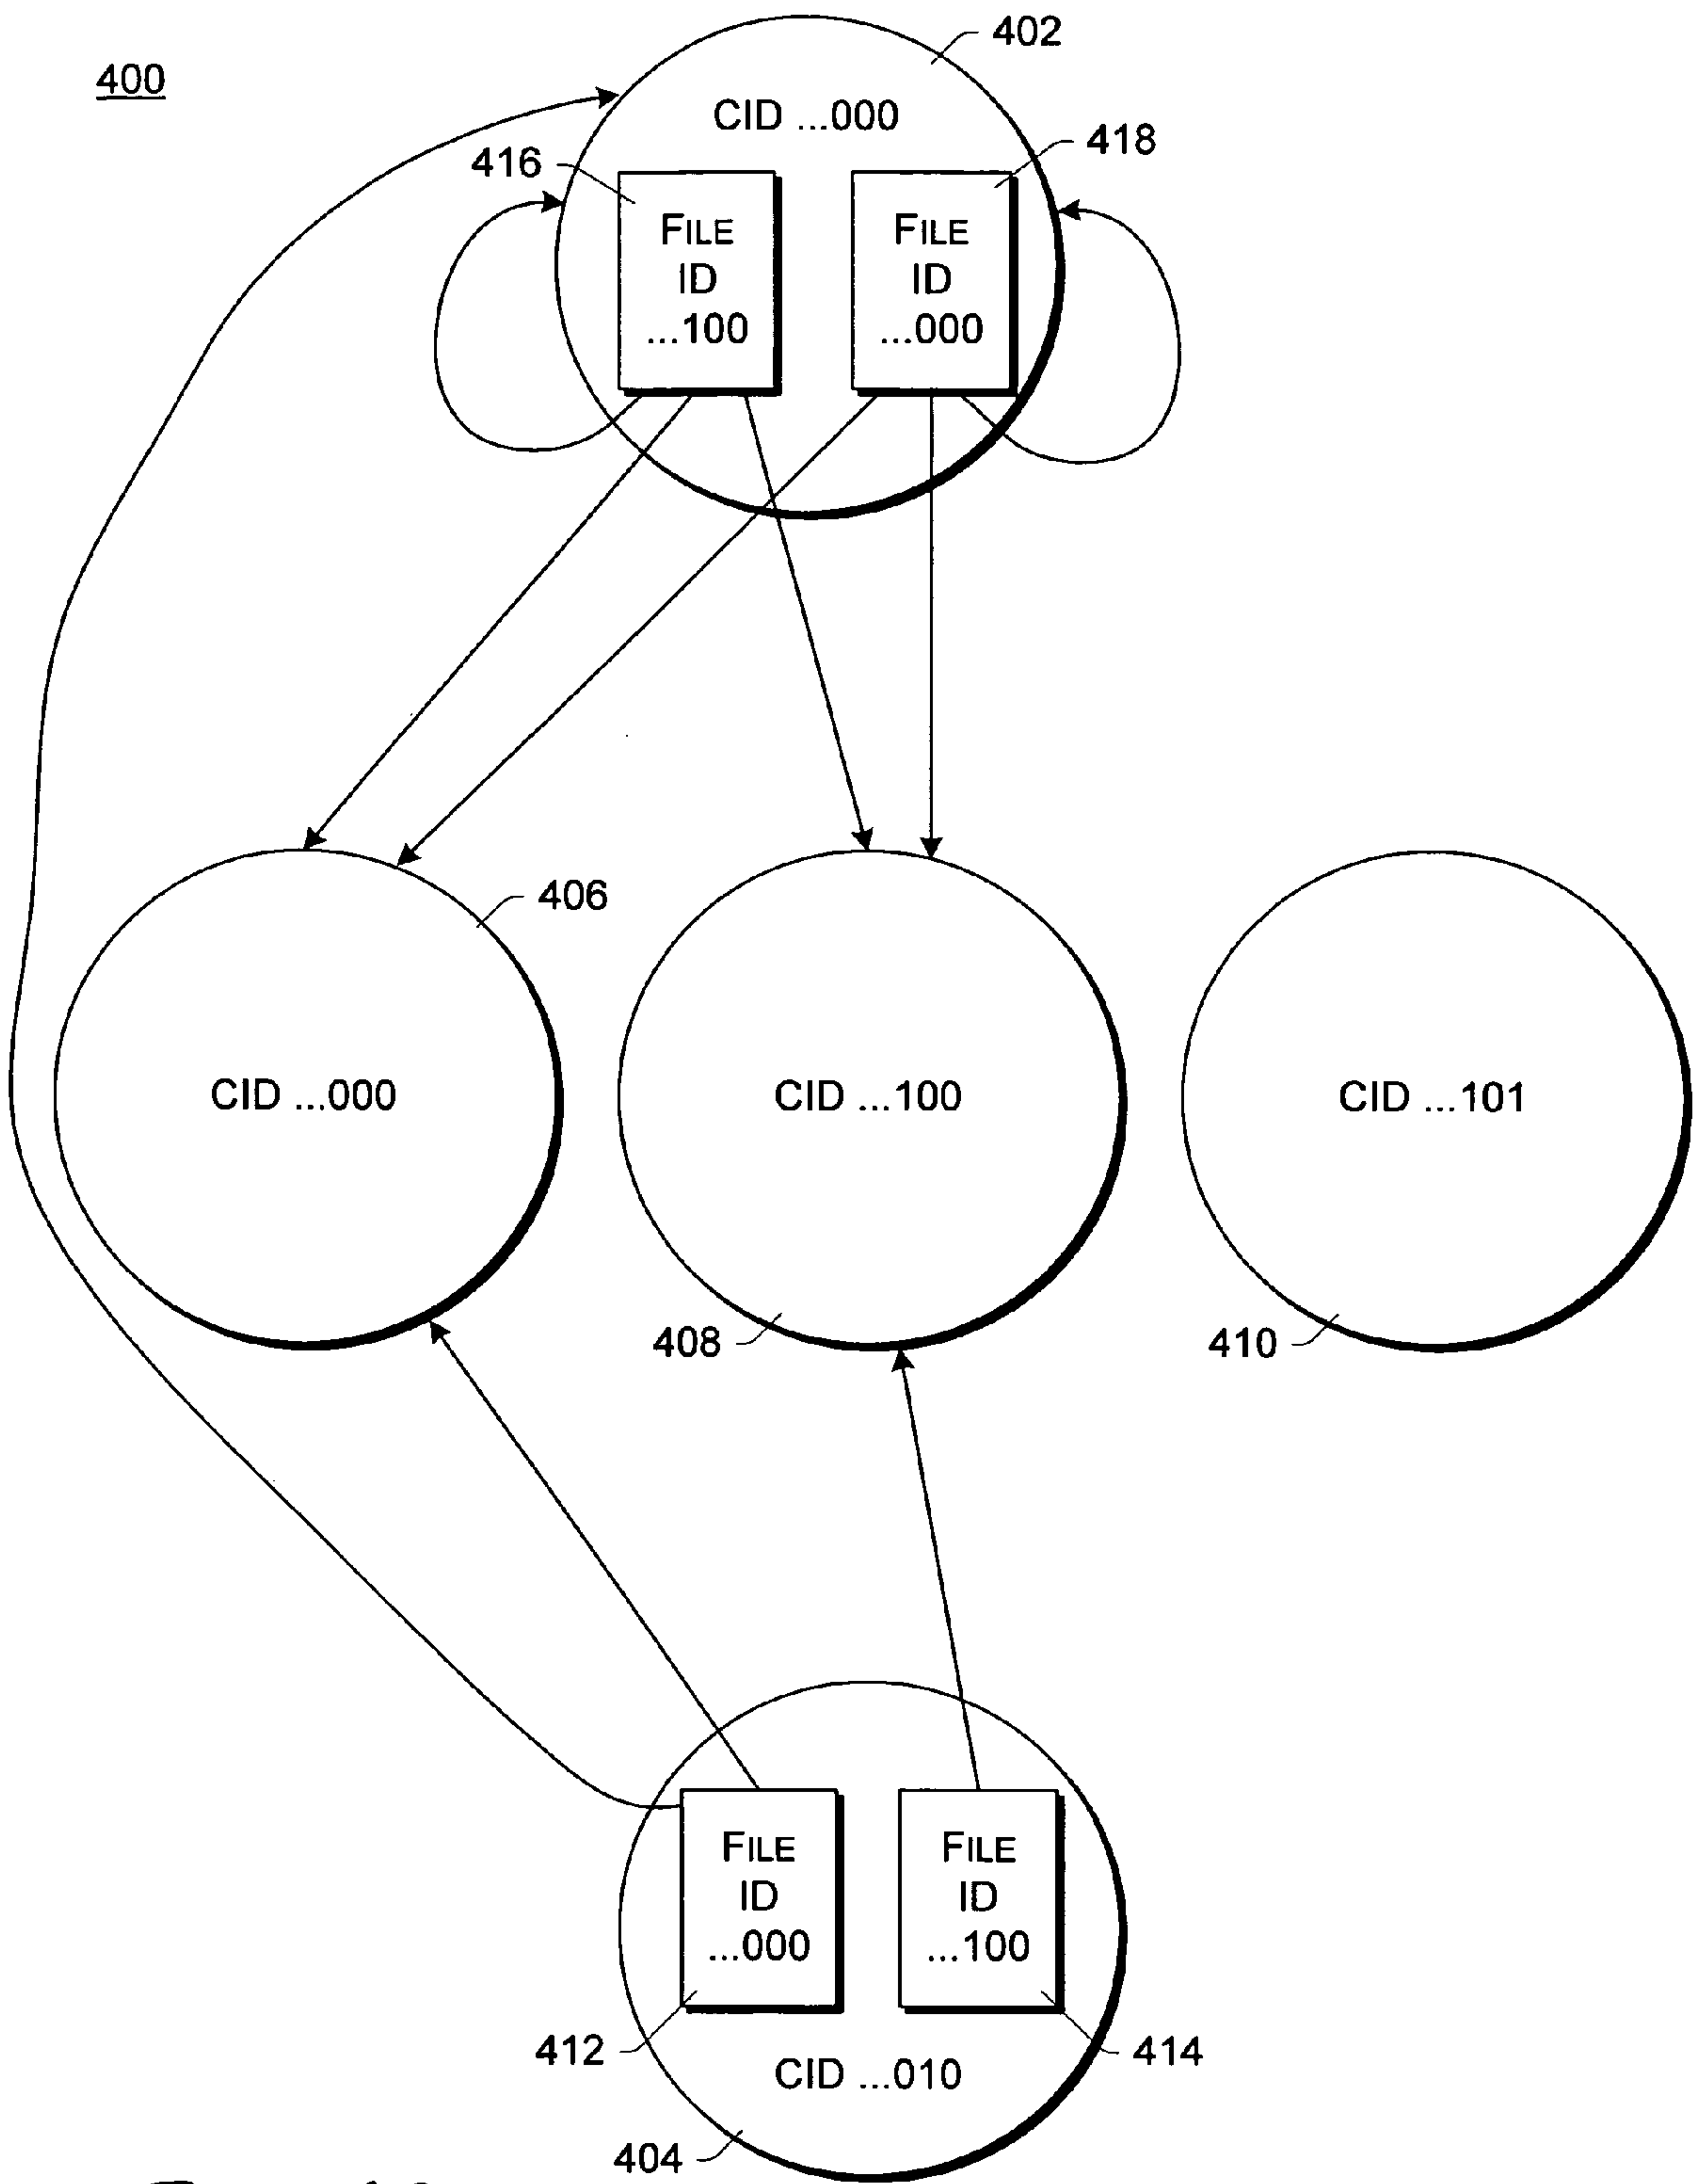 400
402
CID ...000
416
418
FILE
ID
...100
FILE
ID
...000
406
CID ...000
CID ...100
CID ...101
408
410
FILE
ID
...000
FILE
ID
...100
412
414
CID ...010
404